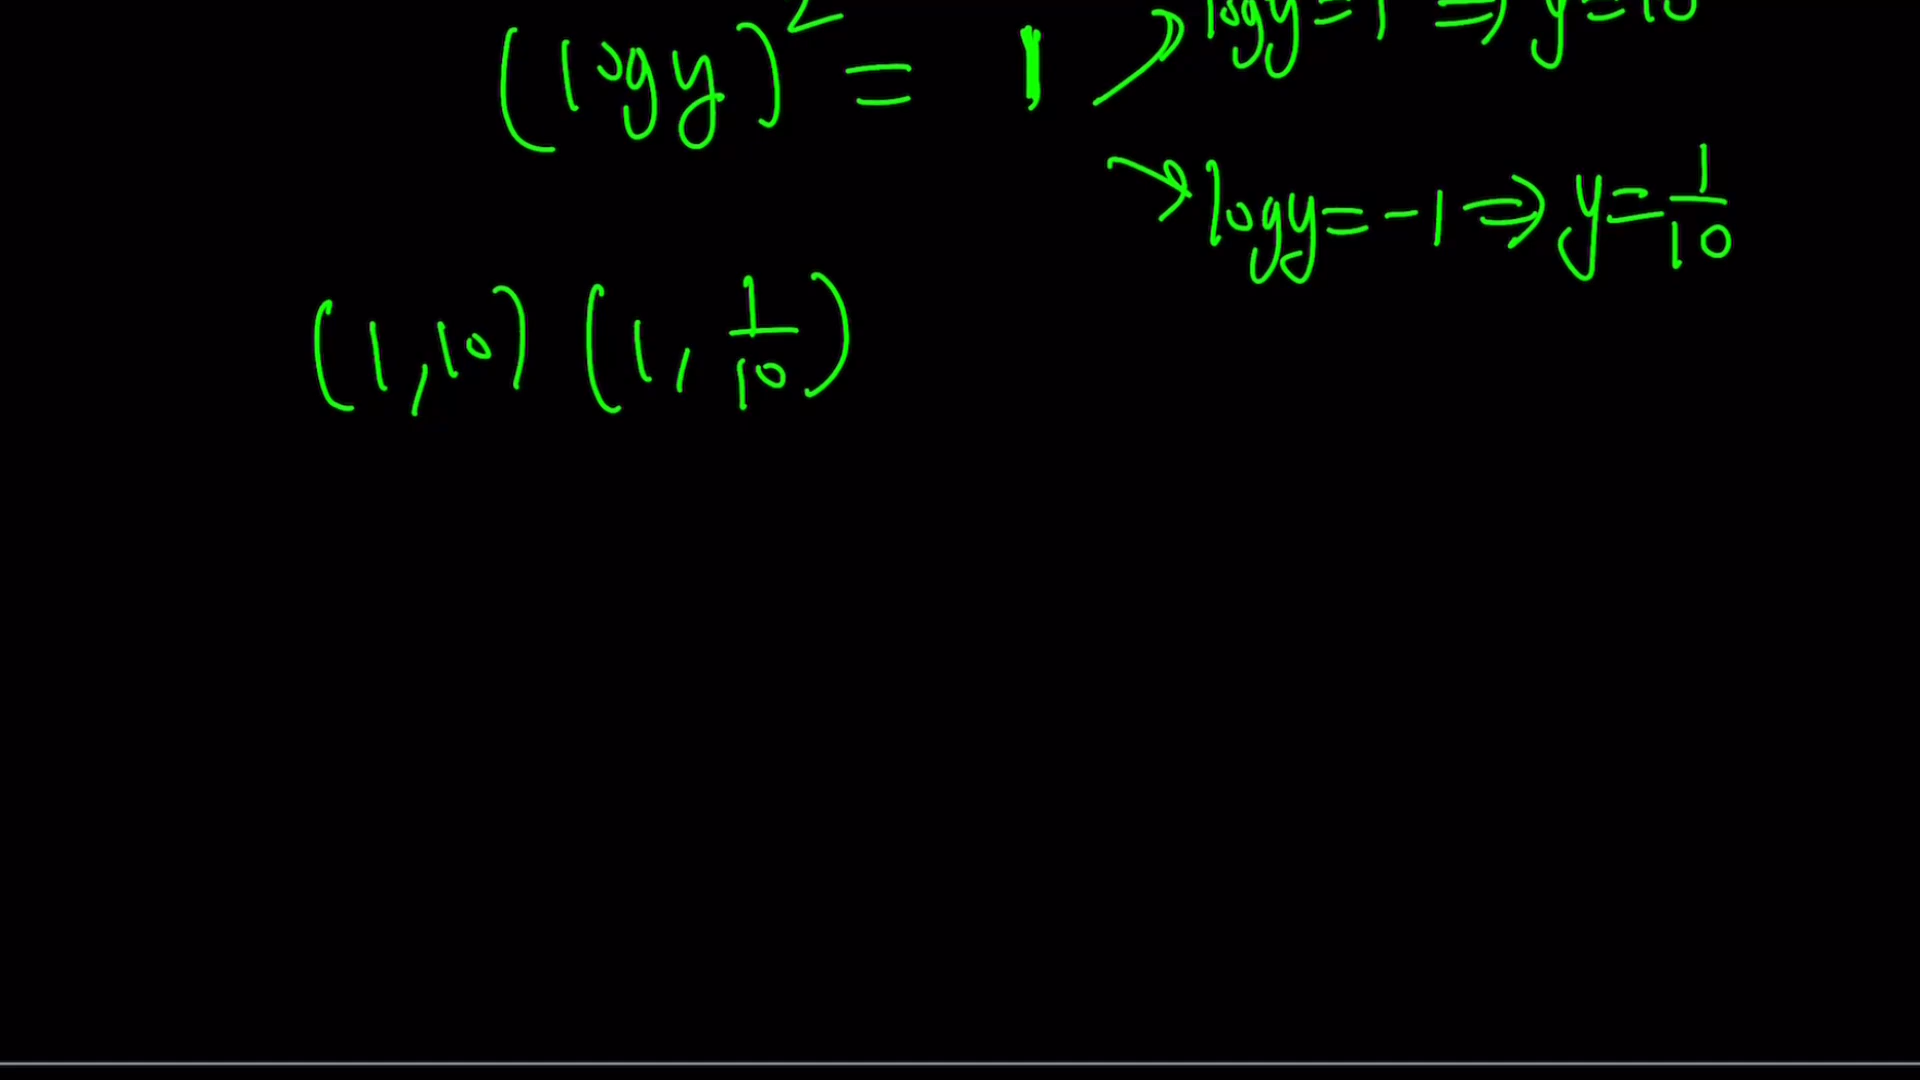 (log y)² = 1 → log y = 1 ⇒ y = 10
→ log y = -1 ⇒ y = 1/10
(1, 10) (1, 1/10)